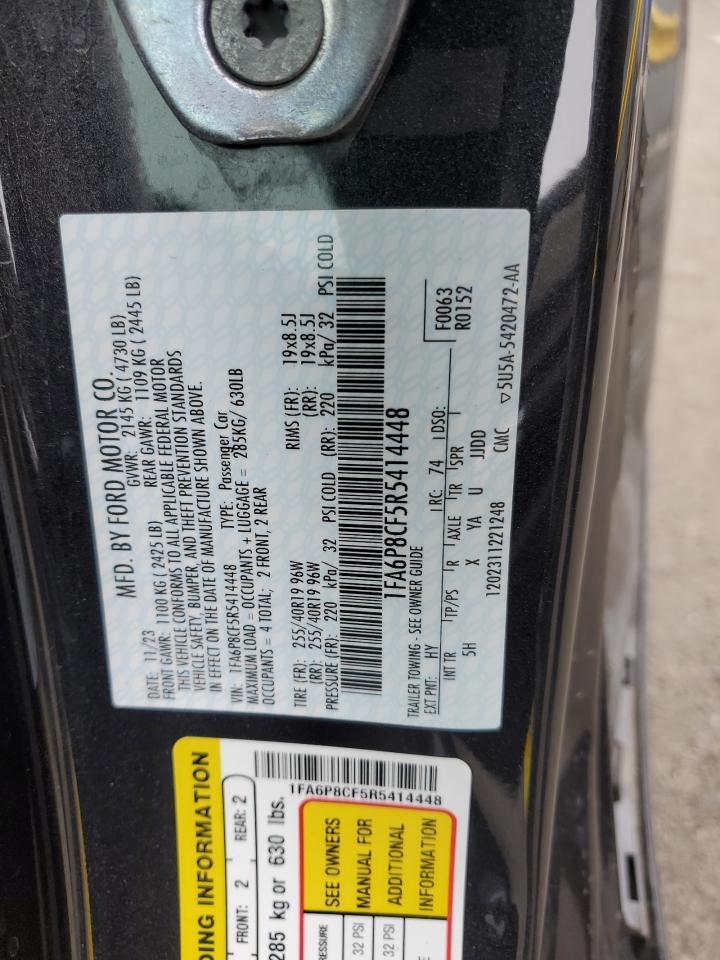 MFD. BY FORD MOTOR CO.
DATE: 11/23 GVWR: 2145 KG ( 4730 LB)
FRONT GAWR: 1100 KG ( 2425 LB) REAR GAWR: 1109 KG ( 2445 LB)
THIS VEHICLE CONFORMS TO ALL APPLICABLE FEDERAL MOTOR
VEHICLE SAFETY, BUMPER, AND THEFT PREVENTION STANDARDS
IN EFFECT ON THE DATE OF MANUFACTURE SHOWN ABOVE.
VIN: 1FA6P8CF5R5414448 TYPE: Passenger Car
MAXIMUM LOAD = OCCUPANTS + LUGGAGE = 285KG/ 630LB
OCCUPANTS = 4 TOTAL; 2 FRONT, 2 REAR
TIRE (FR): 255/40R19 96W RIMS (FR): 19x8.5J
(RR): 255/40R19 96W (RR): 19x8.5J
PRESSURE (FR): 220 kPa/ 32 PSI COLD (RR): 220 kPa/ 32 PSI COLD
1FA6P8CF5R5414448
TRAILER TOWING - SEE OWNER GUIDE
EXT PNT: HY RC: 74 DSO: F0063
R0152
INT TR TP/PS R AXLE TR SPR
5H X YA U JJDD
1202311221248 CMC ▽5U5A-5420472-AA
DING INFORMATION
FRONT: 2 REAR: 2
285 kg or 630 lbs.
1FA6P8CF5R5414448
RESSURE
32 PSI
32 PSI
SEE OWNERS
MANUAL FOR
ADDITIONAL
INFORMATION